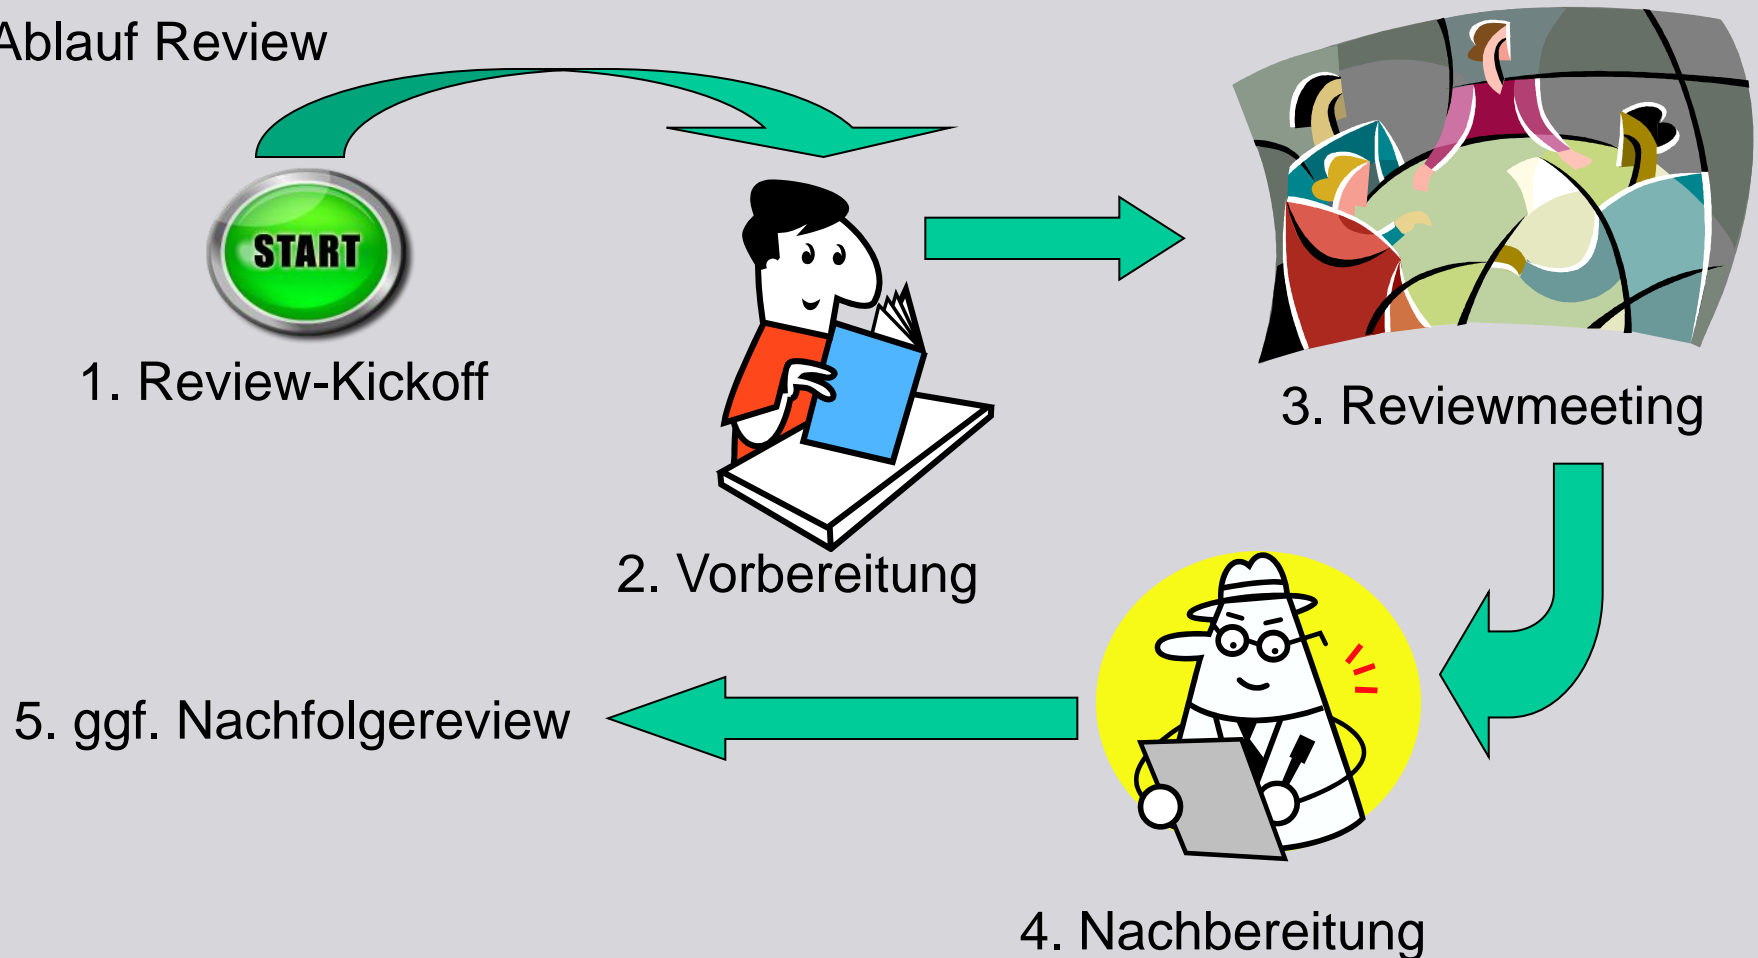 Ablauf Review
START
1. Review-Kickoff
2. Vorbereitung
3. Reviewmeeting
4. Nachbereitung
5. ggf. Nachfolgereview